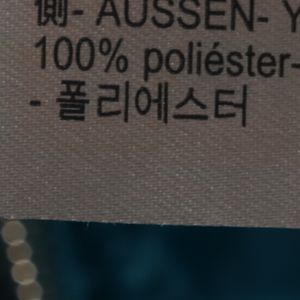 側- AUSSEN-
100% poliéster-
- 폴리에스터